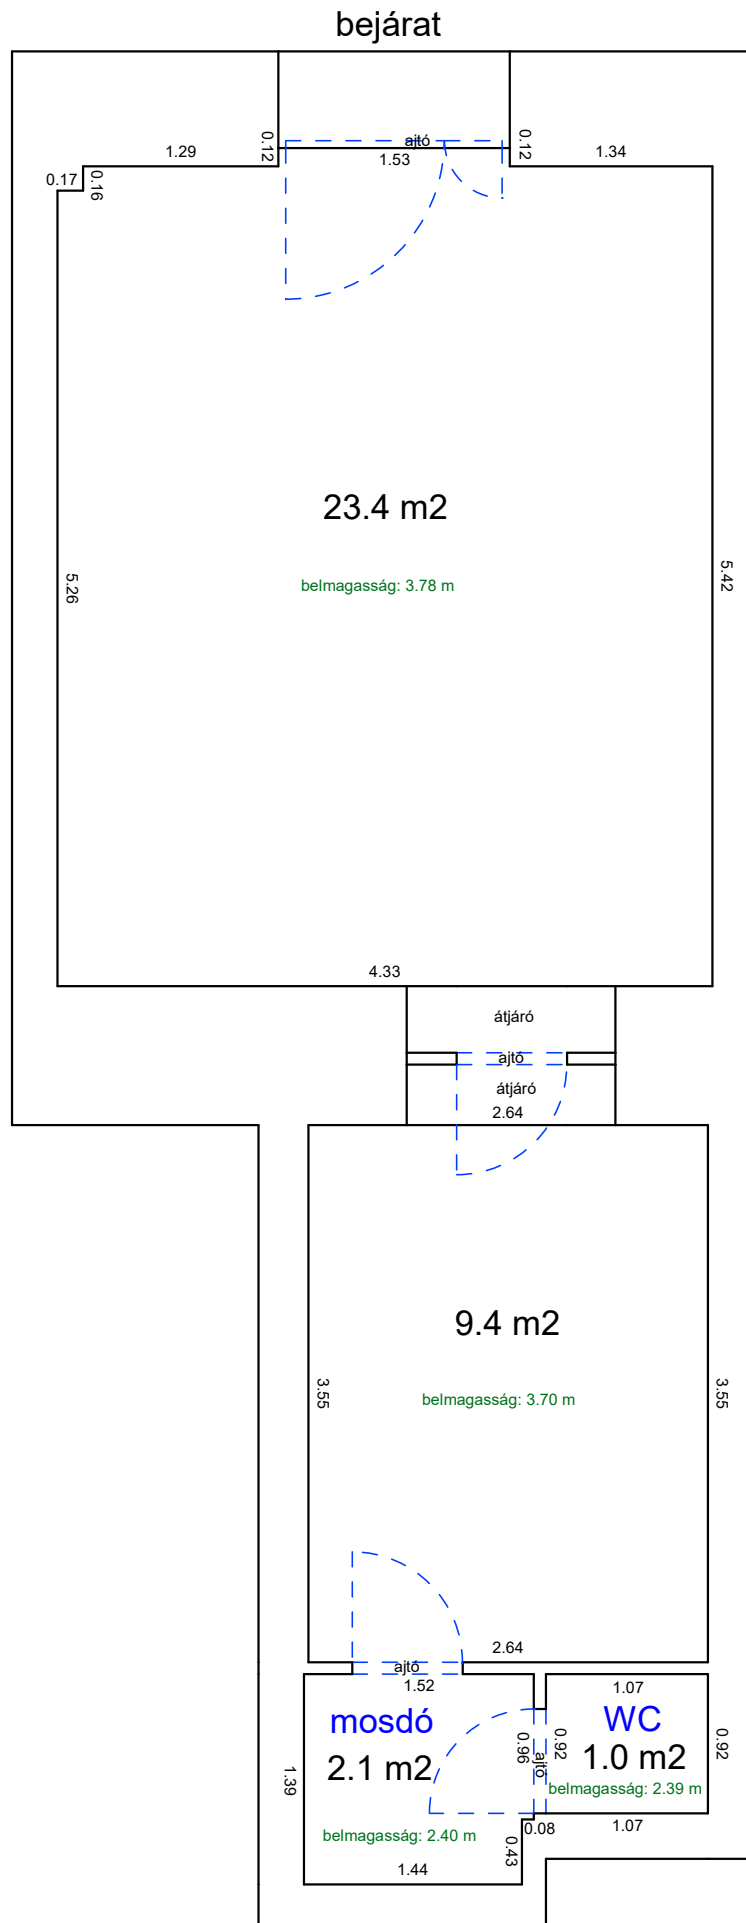 bejárat
ajtó
0.12
0.12
1.29
1.53
1.34
0.17
0.16
23.4 m2
belmagasság: 3.78 m
5.26
5.42
4.33
átjáró
ajtó
átjáró
2.64
9.4 m2
3.55
3.55
belmagasság: 3.70 m
2.64
ajtó
1.52
1.07
mosdó
WC
0.96
ajtó
0.92
0.92
2.1 m2
1.0 m2
1.39
belmagasság: 2.39 m
0.08
1.07
belmagasság: 2.40 m
0.43
1.44